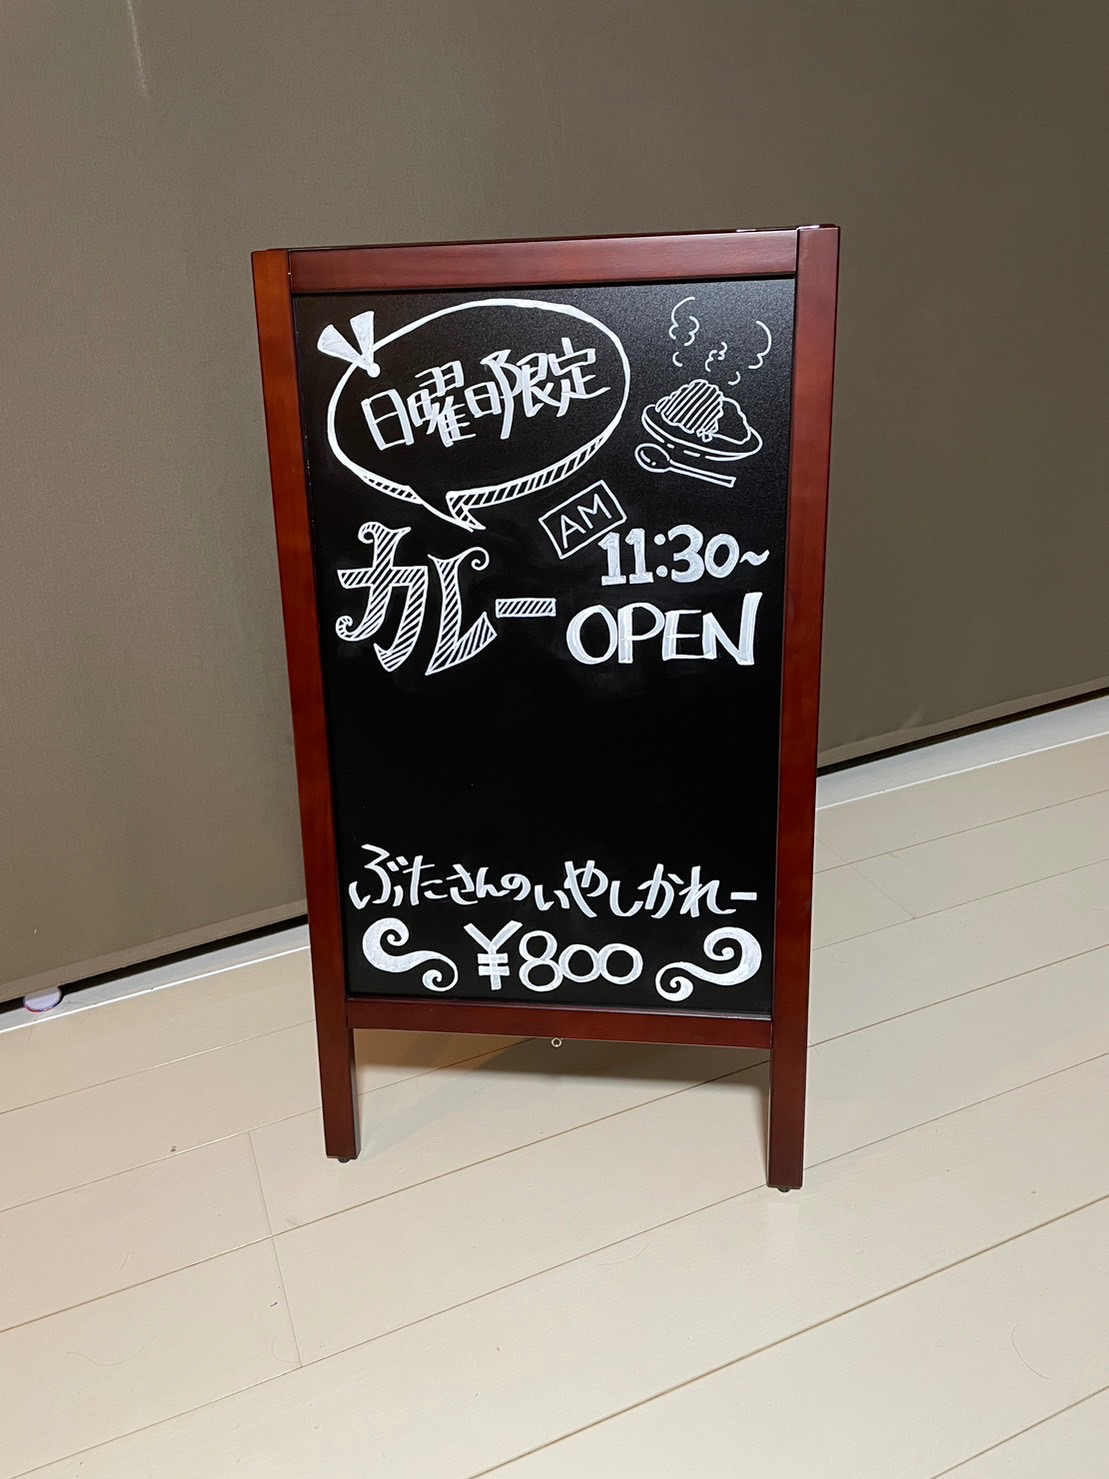 日曜日限定
カレー
AM
11:30~
OPEN
ぶたさんのいやしかれー
¥800